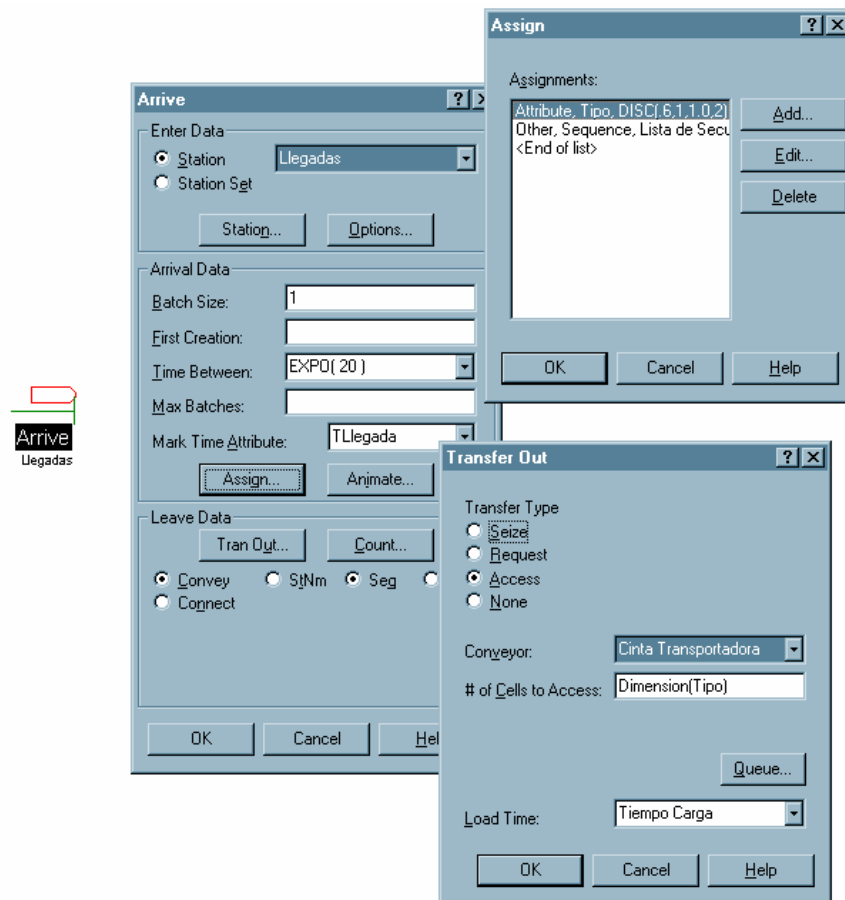 Arrive
Llegadas
Arrive
Enter Data
Station
Llegadas
Station Set
Station...
Options...
Arrival Data
Batch Size:
1
First Creation:
Time Between:
EXPO( 20 )
Max Batches:
Mark Time Attribute:
TLlegada
Assign...
Animate...
Leave Data
Tran Out...
Count...
Convey
StNm
Seg
Connect
OK
Cancel
Hel
Assign
Assignments:
Attribute, Tipo, DISC(.6,1,1.0,2)
Other, Sequence, Lista de Secu
<End of list>
Add...
Edit...
Delete
OK
Cancel
Help
Transfer Out
Transfer Type
Seize
Request
Access
None
Conveyor:
Cinta Transportadora
# of Cells to Access:
Dimension(Tipo)
Queue...
Load Time:
Tiempo Carga
OK
Cancel
Help